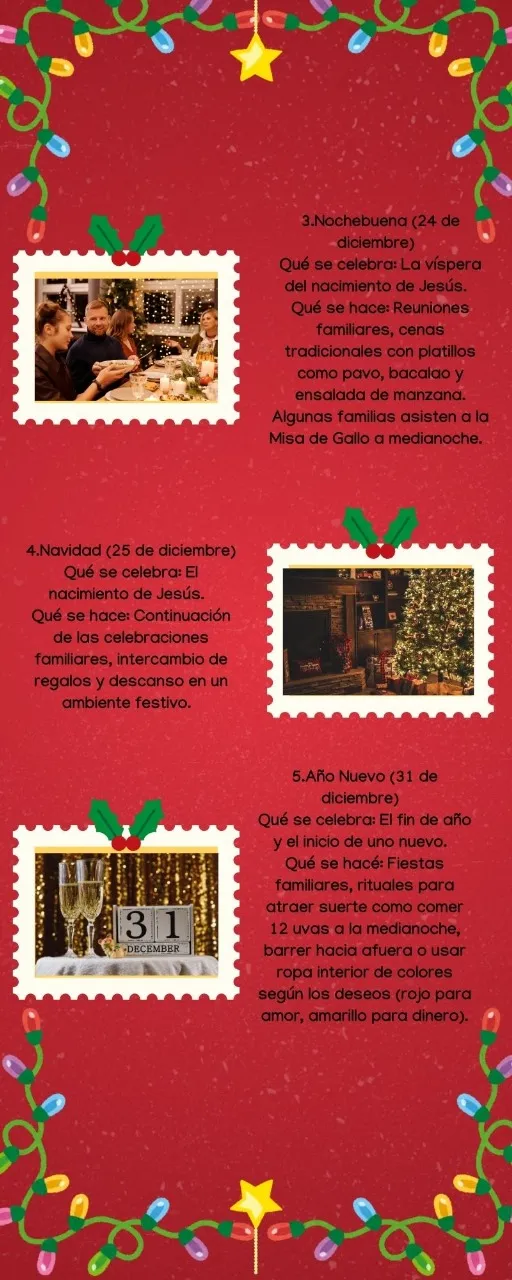 3.Nochebuena (24 de
diciembre)
Qué se celebra: La víspera
del nacimiento de Jesús.
Qué se hace: Reuniones
familiares, cenas
tradicionales con platillos
como pavo, bacalao y
ensalada de manzana.
Algunas familias asisten a la
Misa de Gallo a medianoche.
4.Navidad (25 de diciembre)
Qué se celebra: El
nacimiento de Jesús.
Qué se hace: Continuación
de las celebraciones
familiares, intercambio de
regalos y descanso en un
ambiente festivo.
5.Año Nuevo (31 de
diciembre)
Qué se celebra: El fin de año
y el inicio de uno nuevo.
Qué se hacé: Fiestas
familiares, rituales para
atraer suerte como comer
12 uvas a la medianoche,
barrer hacia afuera o usar
ropa interior de colores
según los deseos (rojo para
amor, amarillo para dinero).
31
DECEMBER